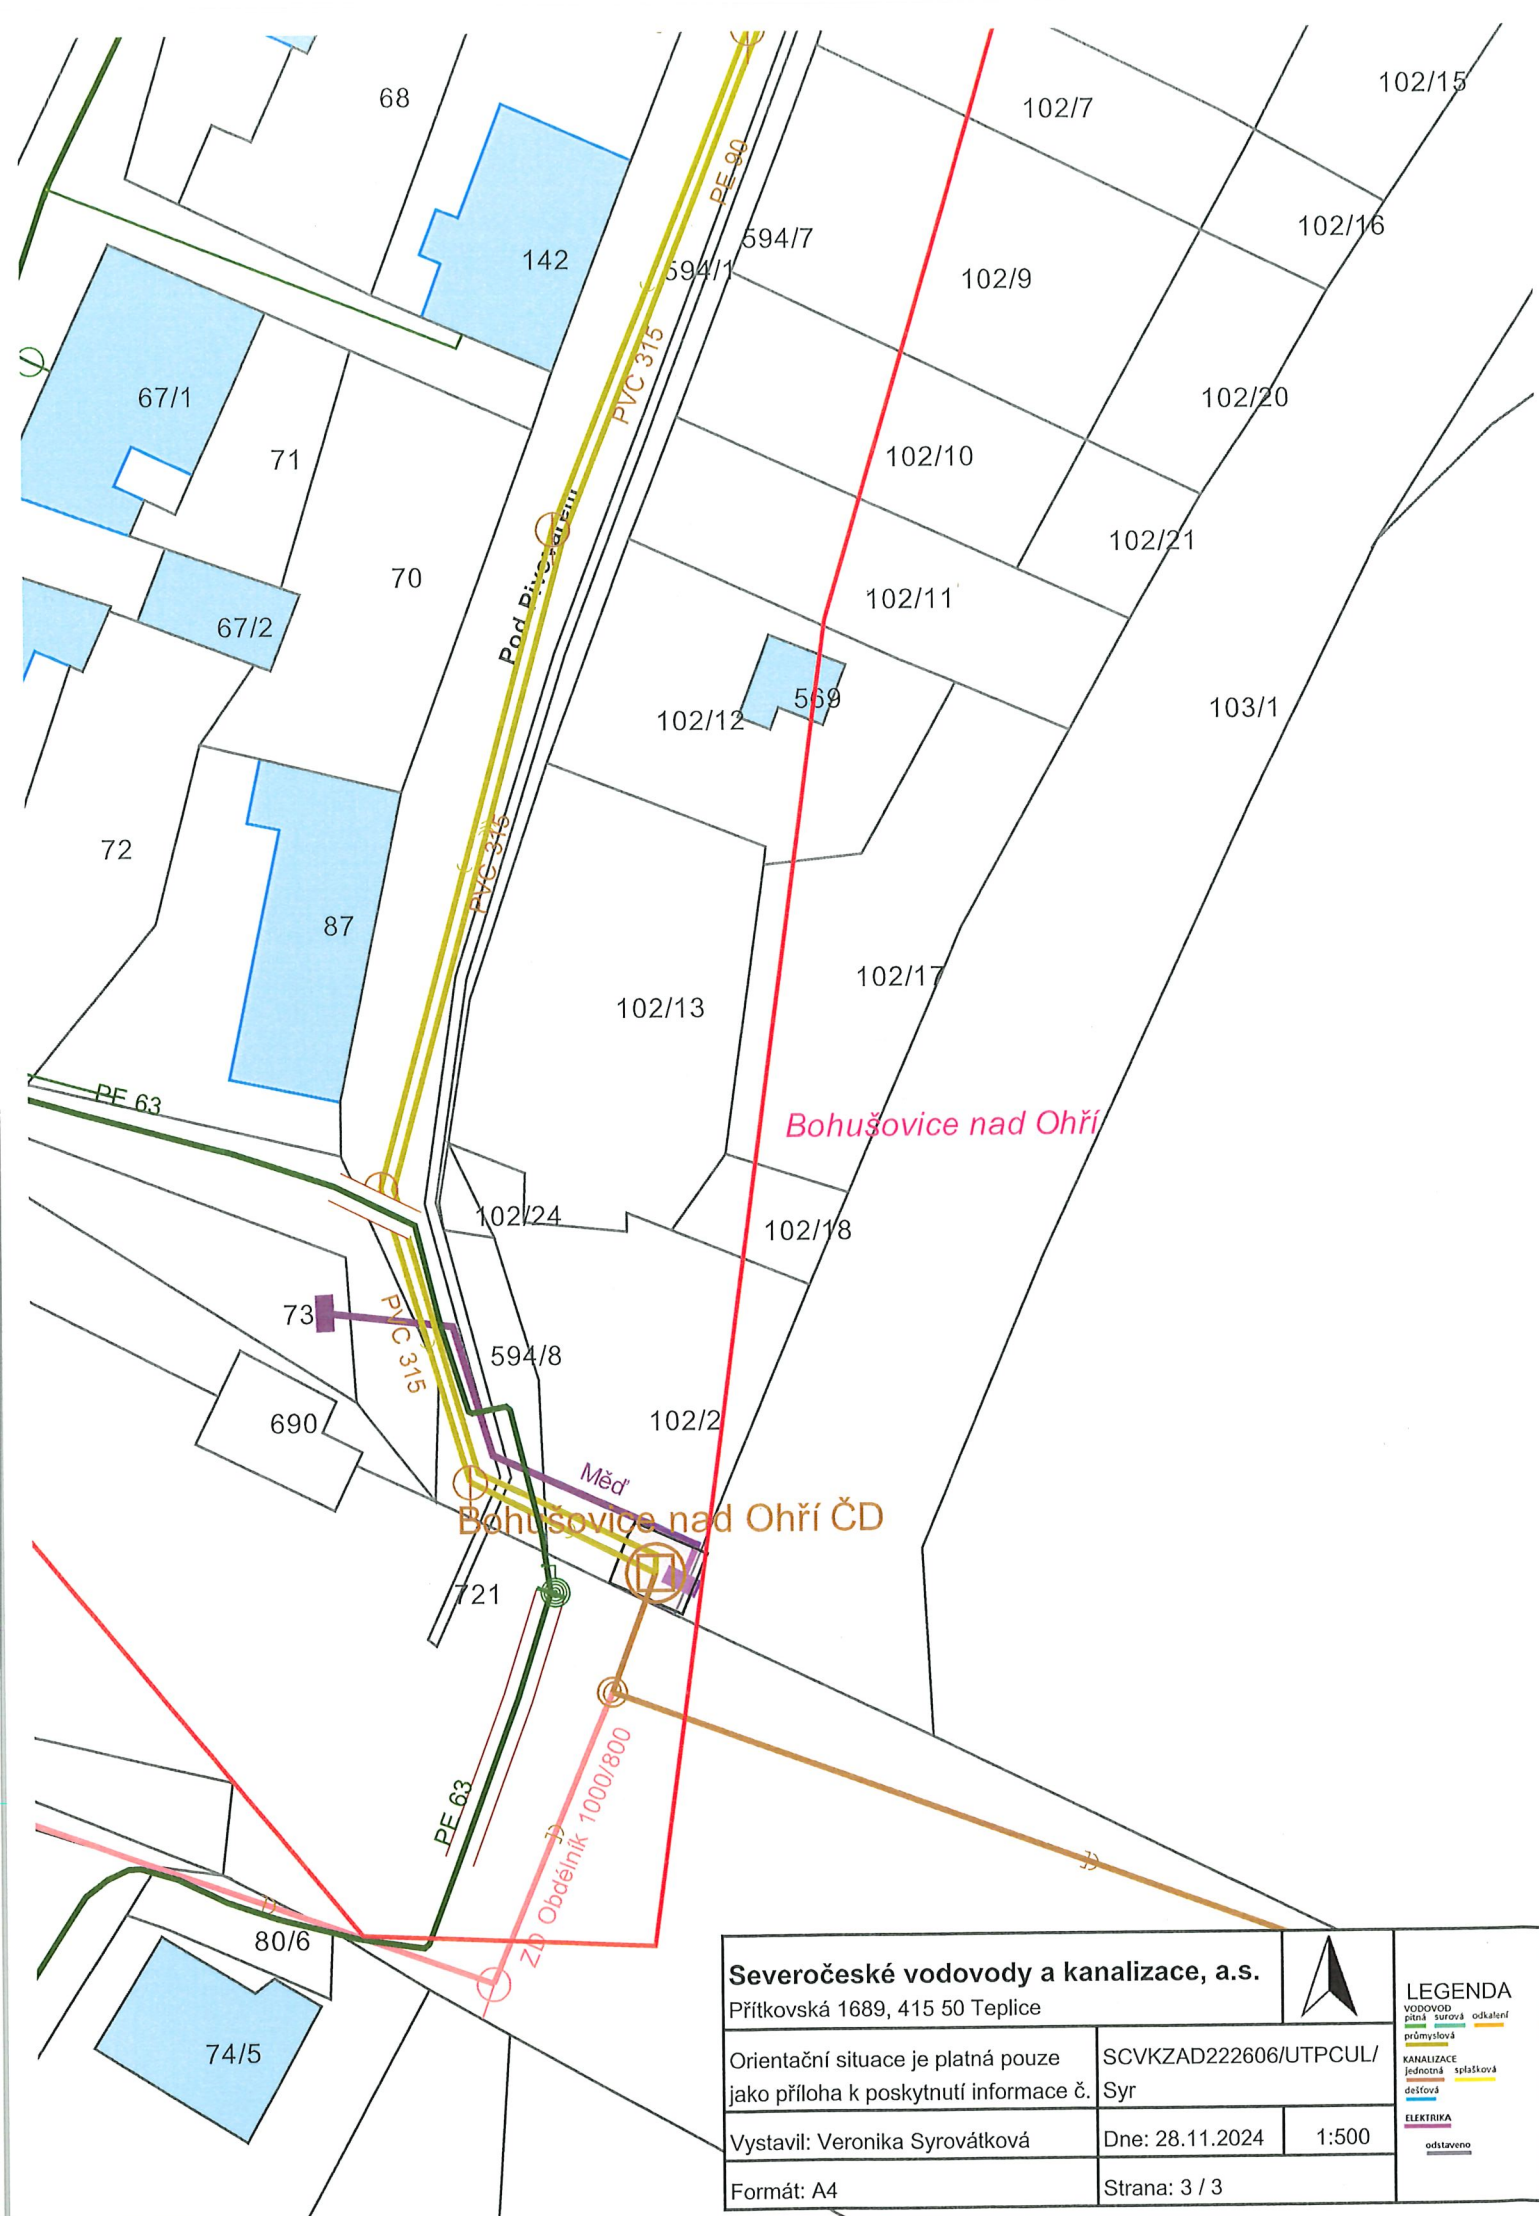 68
102/7
102/15
PE 90
142
594/7
594/1
102/16
102/9
67/1
PVC 315
102/20
71
102/10
Pod Pivovarem
102/21
70
102/11
67/2
569
102/12
103/1
72
PVC 315
87
102/17
102/13
PE 63
Bohušovice nad Ohří
102/24
102/18
73
PVC 315
594/8
690
102/2
Měď
Bohušovice nad Ohří ČD
721
PE 63
ZD Obdélník 1000/800
80/6
74/5
Severočeské vodovody a kanalizace, a.s.
Přítkovská 1689, 415 50 Teplice
Orientační situace je platná pouze
jako příloha k poskytnutí informace č.
SCVKZAD222606/UTPCUL/
Syr
Vystavil: Veronika Syrovátková
Dne: 28.11.2024
1:500
Formát: A4
Strana: 3 / 3
LEGENDA
VODOVOD
pitná surová odkalení
průmyslová
KANALIZACE
jednotná splašková
dešťová
ELEKTRIKA
odstaveno